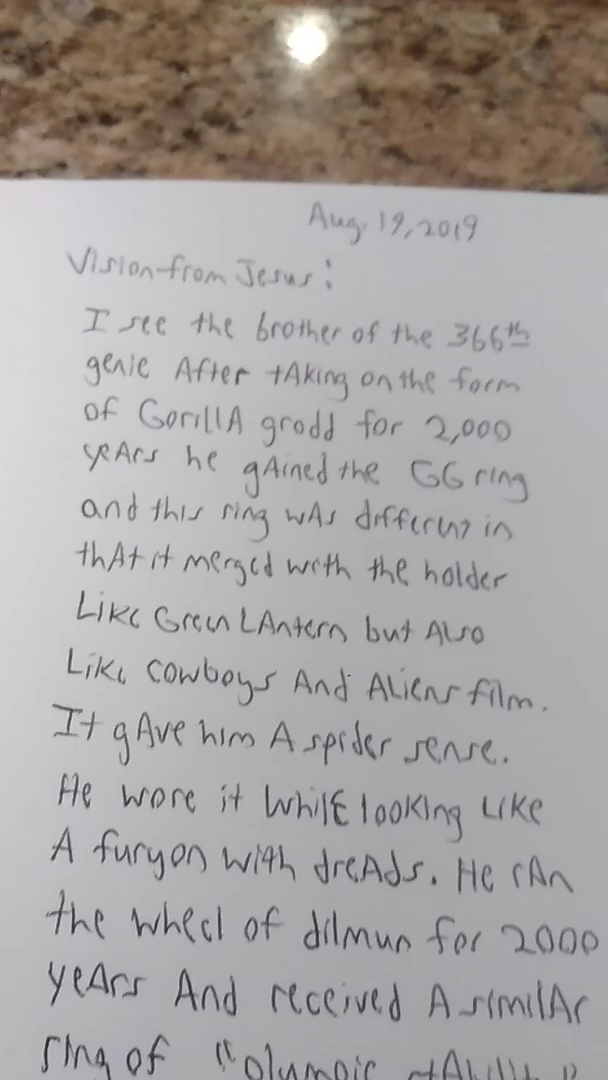 Aug. 19, 2019
Vision from Jesus:
I see the brother of the 366th
genie After tAking on the form
of GorillA grodd for 2,000
yeArs he gAined the GG ring
and this ring wAs different in
thAt it merged with the holder
Like Green LAntern but Also
Like cowboys And Aliens film.
It gAve him A spider sense.
He wore it while looking Like
A furyon with dreAds. He rAn
the wheel of dilmun for 2000
yeArs And received A similAr
ring of "olympic